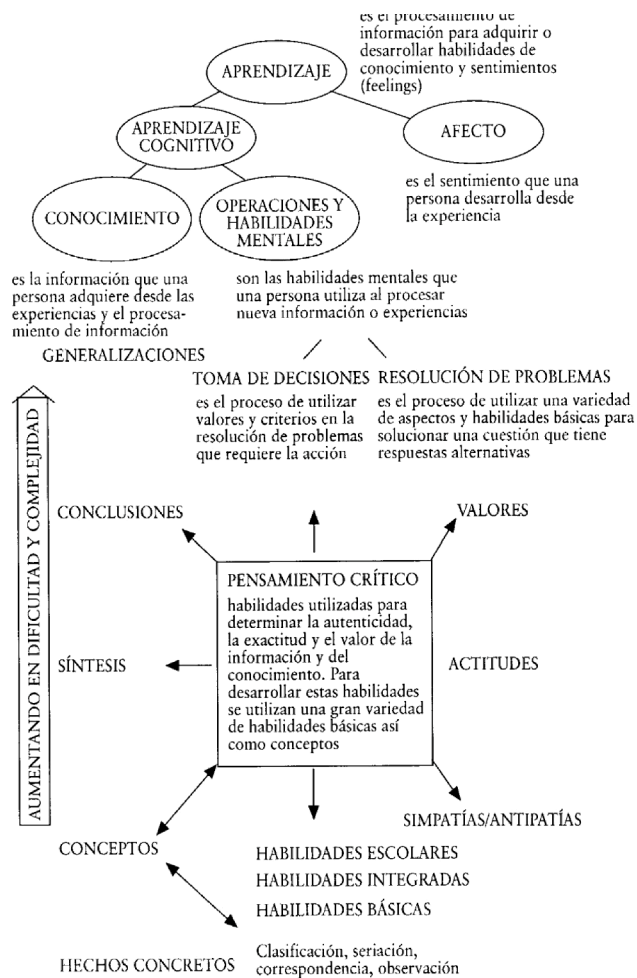 es el procesamiento de
información para adquirir o
desarrollar habilidades de
conocimiento y sentimientos
(feelings)
APRENDIZAJE
APRENDIZAJE
COGNITIVO
AFECTO
es el sentimiento que una
persona desarrolla desde
la experiencia
CONOCIMIENTO
OPERACIONES Y
HABILIDADES
MENTALES
es la información que una
persona adquiere desde las
experiencias y el procesa-
miento de información
son las habilidades mentales que
una persona utiliza al procesar
nueva información o experiencias
GENERALIZACIONES
TOMA DE DECISIONES
es el proceso de utilizar
valores y criterios en la
resolución de problemas
que requiere la acción
RESOLUCIÓN DE PROBLEMAS
es el proceso de utilizar una variedad
de aspectos y habilidades básicas para
solucionar una cuestión que tiene
respuestas alternativas
AUMENTANDO EN DIFICULTAD Y COMPLEJIDAD
CONCLUSIONES
VALORES
PENSAMIENTO CRÍTICO
habilidades utilizadas para
determinar la autenticidad,
la exactitud y el valor de la
información y del
conocimiento. Para
desarrollar estas habilidades
se utilizan una gran variedad
de habilidades básicas así
como conceptos
SÍNTESIS
ACTITUDES
SIMPATÍAS/ANTIPATÍAS
CONCEPTOS
HABILIDADES ESCOLARES
HABILIDADES INTEGRADAS
HABILIDADES BÁSICAS
HECHOS CONCRETOS
Clasificación, seriación,
correspondencia, observación